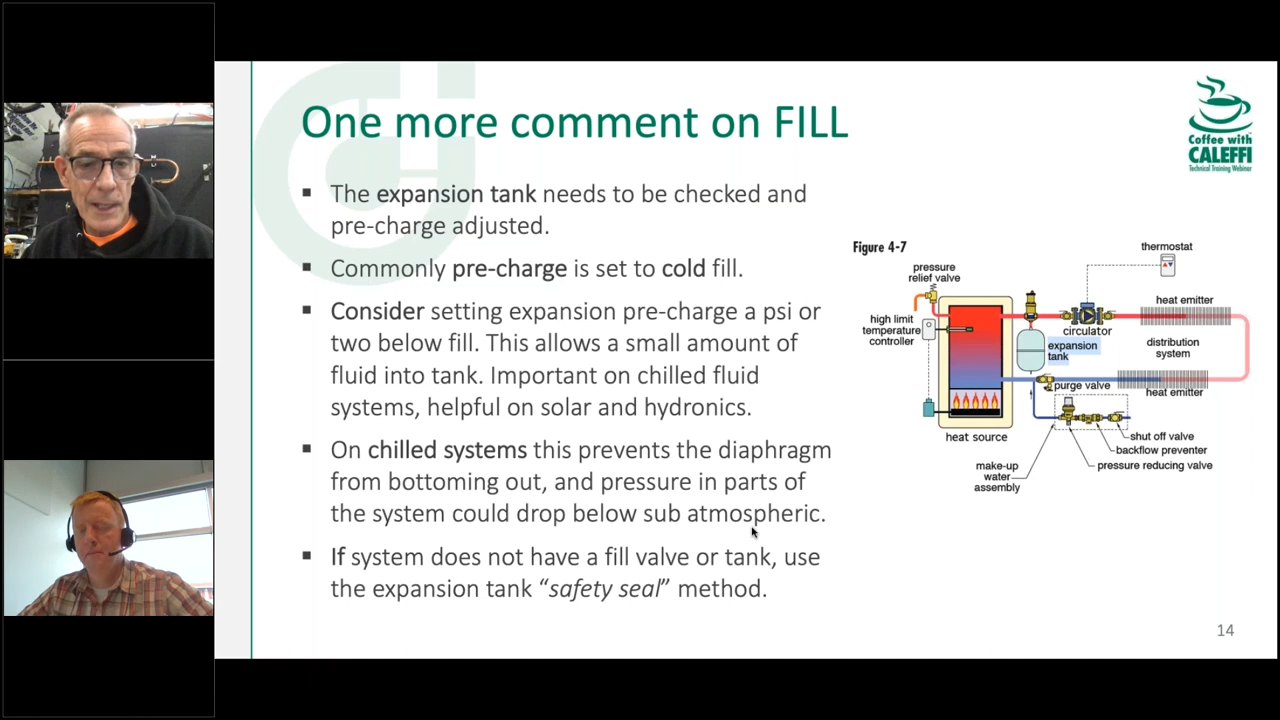 One more comment on FILL
Coffee with
CALEFFI
Technical Training Webinar
▪ The expansion tank needs to be checked and
pre-charge adjusted.
▪ Commonly pre-charge is set to cold fill.
▪ Consider setting expansion pre-charge a psi or
two below fill. This allows a small amount of
fluid into tank. Important on chilled fluid
systems, helpful on solar and hydronics.
▪ On chilled systems this prevents the diaphragm
from bottoming out, and pressure in parts of
the system could drop below sub atmospheric.
▪ If system does not have a fill valve or tank, use
the expansion tank “safety seal” method.
Figure 4-7
thermostat
pressure
relief valve
high limit
temperature
controller
heat emitter
circulator
expansion
tank
distribution
system
purge valve
heat emitter
heat source
shut off valve
backflow preventer
pressure reducing valve
make-up
water
assembly
14